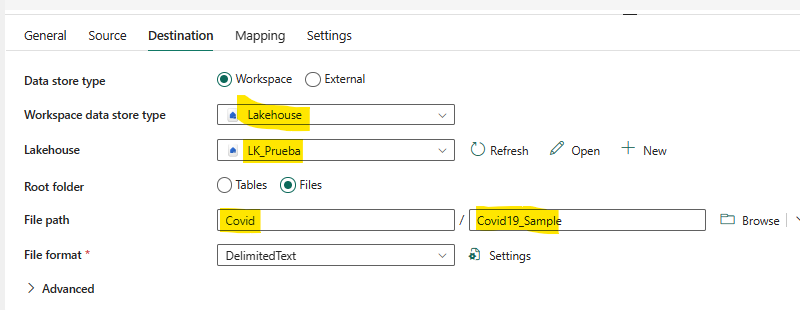 General Source Destination Mapping Settings
Data store type Workspace External
Workspace data store type Lakehouse
Lakehouse LK_Prueba Refresh Open New
Root folder Tables Files
File path Covid / Covid19_Sample Browse
File format * DelimitedText Settings
Advanced